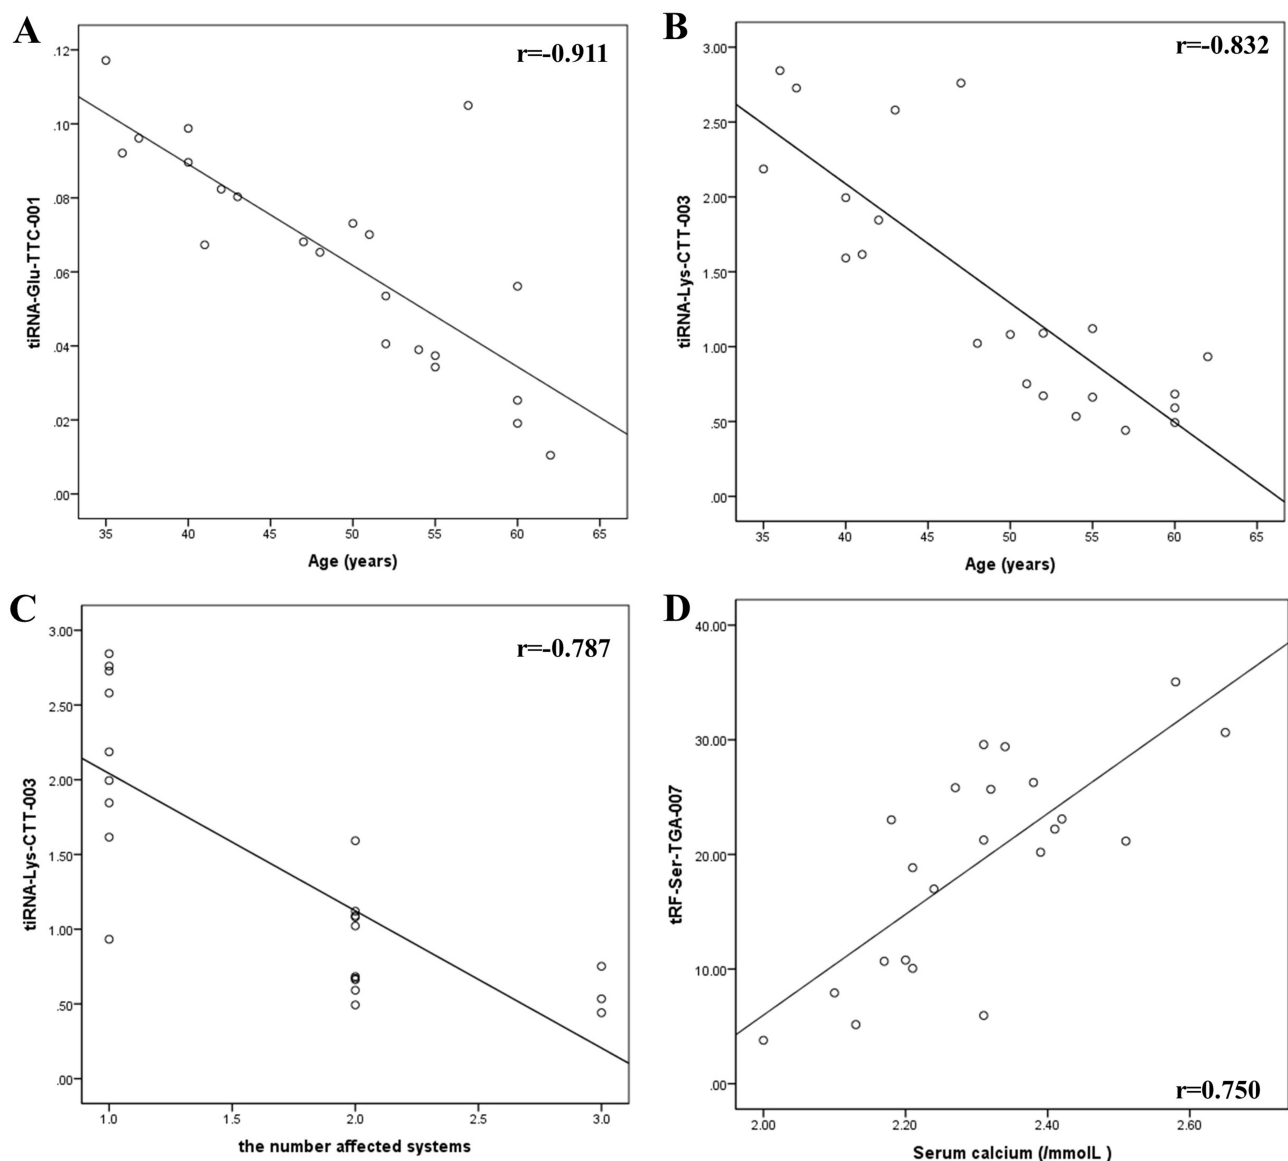 A
r=-0.911
.12
.10
.08
.06
.04
.02
.00
tiRNA-Glu-TTC-001
35 40 45 50 55 60 65
Age (years)
B
r=-0.832
3.00
2.50
2.00
1.50
1.00
.50
.00
tiRNA-Lys-CTT-003
35 40 45 50 55 60 65
Age (years)
C
r=-0.787
3.00
2.50
2.00
1.50
1.00
.50
.00
tiRNA-Lys-CTT-003
1.0 1.5 2.0 2.5 3.0
the number affected systems
D
40.00
30.00
20.00
10.00
.00
tRF-Ser-TGA-007
r=0.750
2.00 2.20 2.40 2.60
Serum calcium (/mmolL )